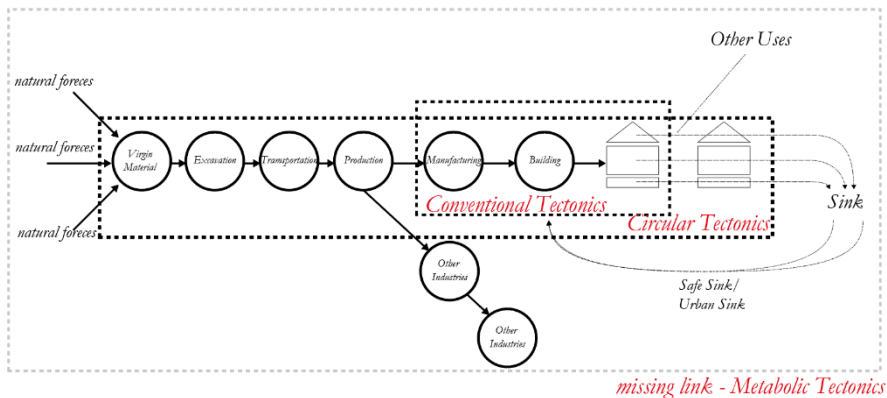 Other Uses
natural foreces
natural foreces
natural foreces
Virgin
Material
Excavation
Transportation
Production
Manufacturing
Building
Conventional Tectonics
Circular Tectonics
Sink
Other
Industries
Other
Industries
Safe Sink/
Urban Sink
missing link - Metabolic Tectonics